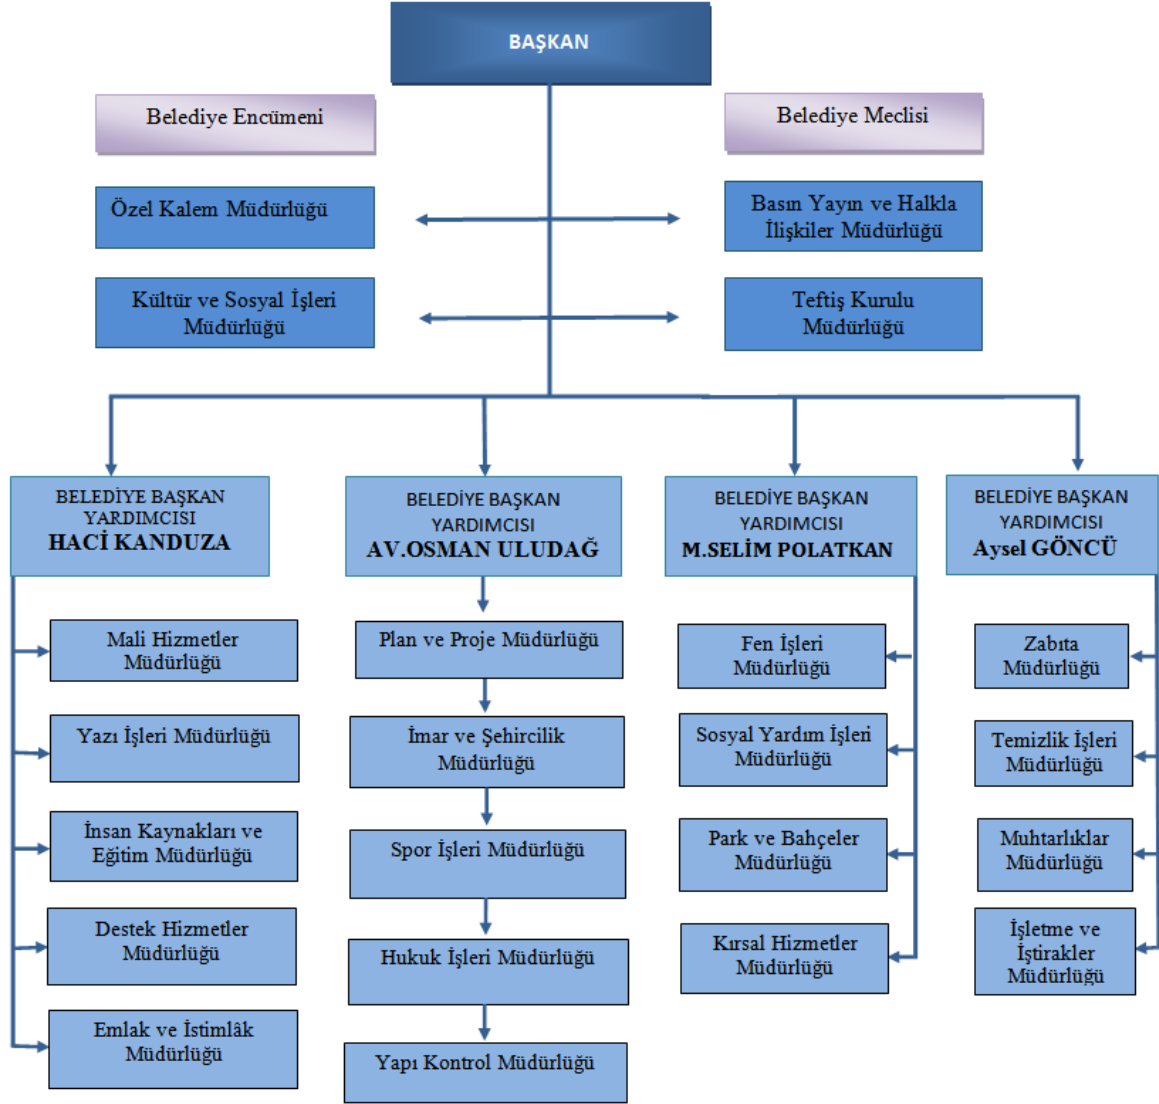 BAŞKAN
Belediye Encümeni
Belediye Meclisi
Özel Kalem Müdürlüğü
Basın Yayın ve Halkla
İlişkiler Müdürlüğü
Kültür ve Sosyal İşleri
Müdürlüğü
Teftiş Kurulu
Müdürlüğü
BELEDİYE BAŞKAN
YARDIMCISI
HACİ KANDUZA
BELEDİYE BAŞKAN
YARDIMCISI
AV.OSMAN ULUDAĞ
BELEDİYE BAŞKAN
YARDIMCISI
M.SELİM POLATKAN
BELEDİYE BAŞKAN
YARDIMCISI
Aysel GÖNCÜ
Mali Hizmetler
Müdürlüğü
Yazı İşleri Müdürlüğü
İnsan Kaynakları ve
Eğitim Müdürlüğü
Destek Hizmetler
Müdürlüğü
Emlak ve İstimlâk
Müdürlüğü
Plan ve Proje Müdürlüğü
İmar ve Şehircilik
Müdürlüğü
Spor İşleri Müdürlüğü
Hukuk İşleri Müdürlüğü
Yapı Kontrol Müdürlüğü
Fen İşleri
Müdürlüğü
Sosyal Yardım İşleri
Müdürlüğü
Park ve Bahçeler
Müdürlüğü
Kırsal Hizmetler
Müdürlüğü
Zabıta
Müdürlüğü
Temizlik İşleri
Müdürlüğü
Muhtarlıklar
Müdürlüğü
İşletme ve
İştirakler
Müdürlüğü